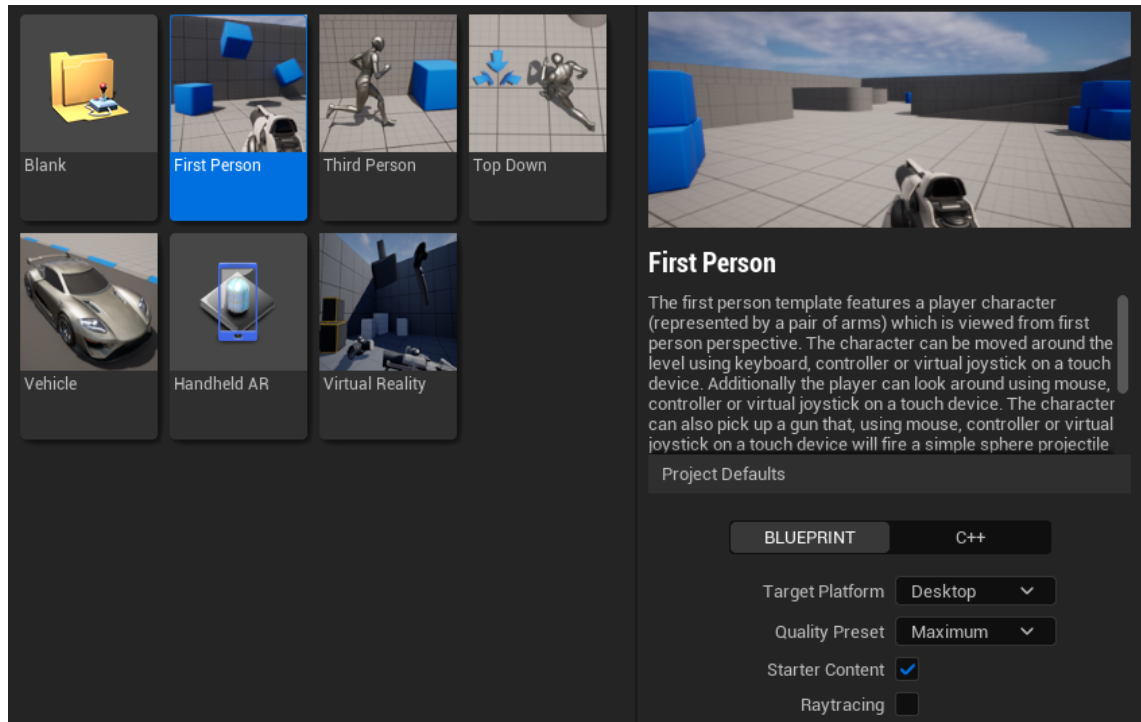 Blank
First Person
Third Person
Top Down
Vehicle
Handheld AR
Virtual Reality
First Person
The first person template features a player character
(represented by a pair of arms) which is viewed from first
person perspective. The character can be moved around the
level using keyboard, controller or virtual joystick on a touch
device. Additionally the player can look around using mouse,
controller or virtual joystick on a touch device. The character
can also pick up a gun that, using mouse, controller or virtual
joystick on a touch device will fire a simple sphere projectile
Project Defaults
BLUEPRINT
C++
Target Platform
Desktop
Quality Preset
Maximum
Starter Content
Raytracing